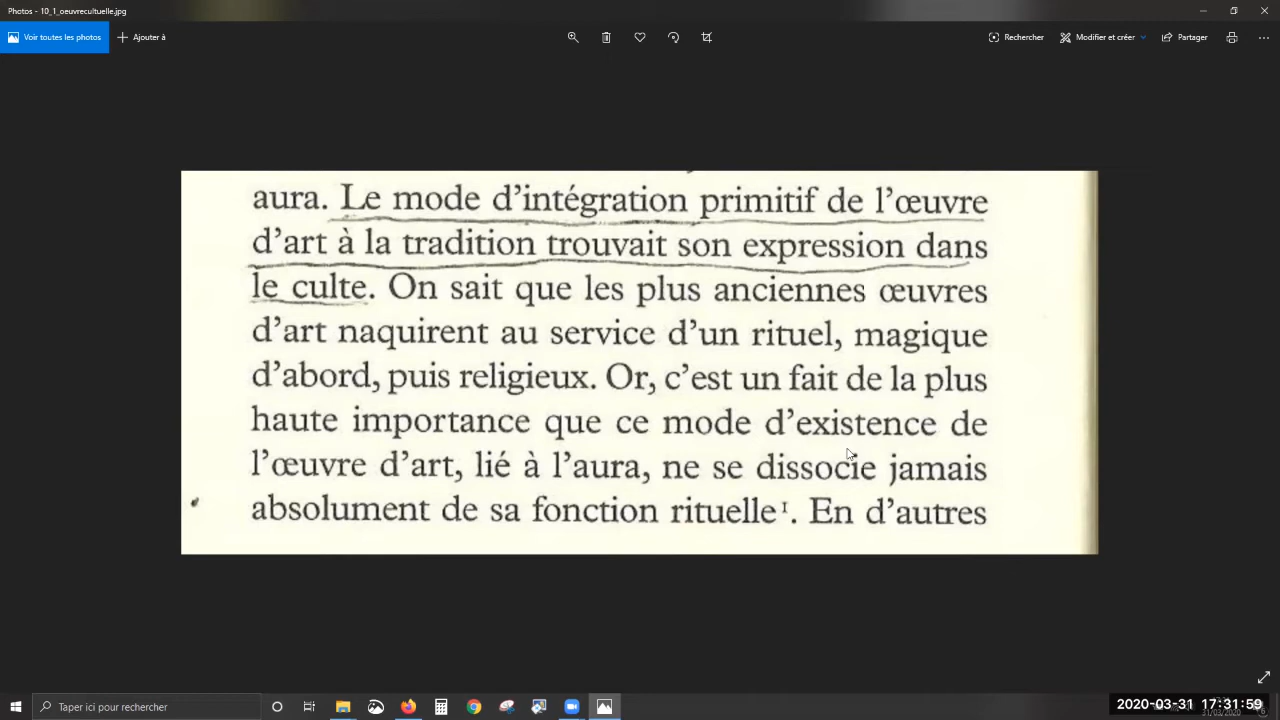 Photos - 10_1_oeuvrecultuelle.jpg
Voir toutes les photos
Ajouter à
Rechercher
Modifier et créer
Partager
aura. Le mode d’intégration primitif de l’œuvre
d’art à la tradition trouvait son expression dans
le culte. On sait que les plus anciennes œuvres
d’art naquirent au service d’un rituel, magique
d’abord, puis religieux. Or, c’est un fait de la plus
haute importance que ce mode d’existence de
l’œuvre d’art, lié à l’aura, ne se dissocie jamais
absolument de sa fonction rituelle¹. En d’autres
Taper ici pour rechercher
2020-03-31 17:31:59
31/03/2020